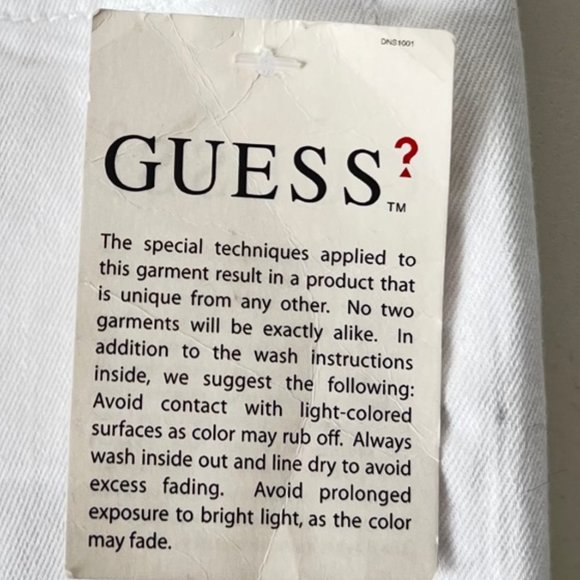 DNS1001
GUESS?
TM
The special techniques applied to
this garment result in a product that
is unique from any other. No two
garments will be exactly alike. In
addition to the wash instructions
inside, we suggest the following:
Avoid contact with light-colored
surfaces as color may rub off. Always
wash inside out and line dry to avoid
excess fading. Avoid prolonged
exposure to bright light, as the color
may fade.